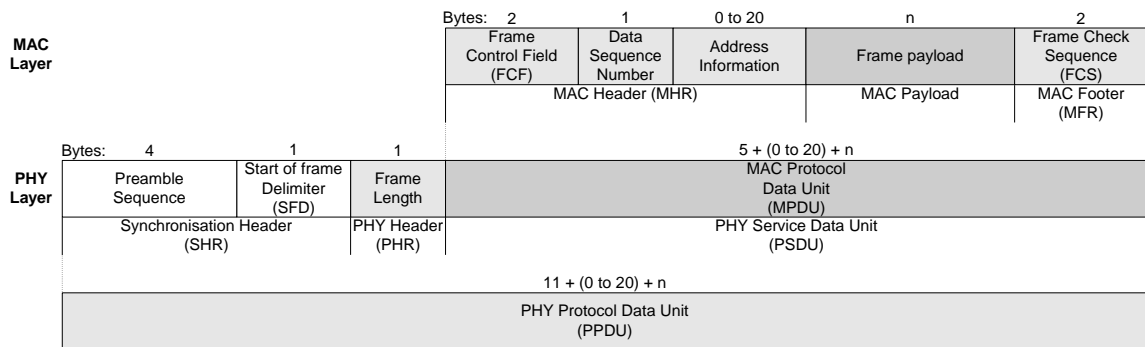 Bytes: 2 1 0 to 20 n 2
MAC
Layer
Frame
Control Field
(FCF)
Data
Sequence
Number
Address
Information
Frame payload
Frame Check
Sequence
(FCS)
MAC Header (MHR)
MAC Payload
MAC Footer
(MFR)
Bytes: 4 1 1 5 + (0 to 20) + n
PHY
Layer
Preamble
Sequence
Start of frame
Delimiter
(SFD)
Frame
Length
MAC Protocol
Data Unit
(MPDU)
Synchronisation Header
(SHR)
PHY Header
(PHR)
PHY Service Data Unit
(PSDU)
11 + (0 to 20) + n
PHY Protocol Data Unit
(PPDU)